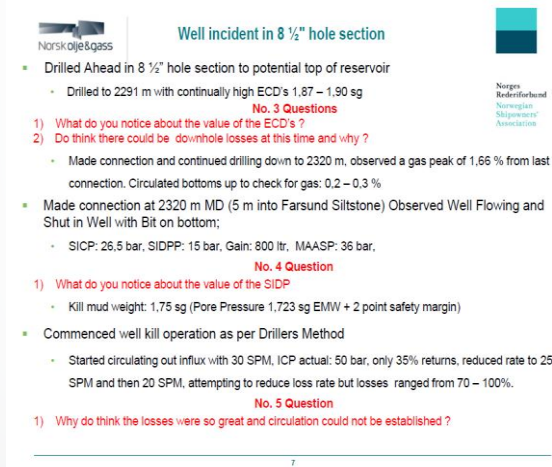 Norskolje&gass
Well incident in 8 ½" hole section
Norges
Rederiforbund
Norwegian
Shipowners'
Association
Drilled Ahead in 8 ½" hole section to potential top of reservoir
Drilled to 2291 m with continually high ECD's 1,87 – 1,90 sg
No. 3 Questions
1) What do you notice about the value of the ECD's ?
2) Do think there could be downhole losses at this time and why ?
Made connection and continued drilling down to 2320 m, observed a gas peak of 1,66 % from last
connection. Circulated bottoms up to check for gas: 0,2 – 0,3 %
Made connection at 2320 m MD (5 m into Farsund Siltstone) Observed Well Flowing and
Shut in Well with Bit on bottom;
SICP: 26,5 bar, SIDPP: 15 bar, Gain: 800 ltr, MAASP: 36 bar,
No. 4 Question
1) What do you notice about the value of the SIDP
Kill mud weight: 1,75 sg (Pore Pressure 1,723 sg EMW + 2 point safety margin)
Commenced well kill operation as per Drillers Method
Started circulating out influx with 30 SPM, ICP actual: 50 bar, only 35% returns, reduced rate to 25
SPM and then 20 SPM, attempting to reduce loss rate but losses ranged from 70 – 100%.
No. 5 Question
1) Why do think the losses were so great and circulation could not be established ?
7